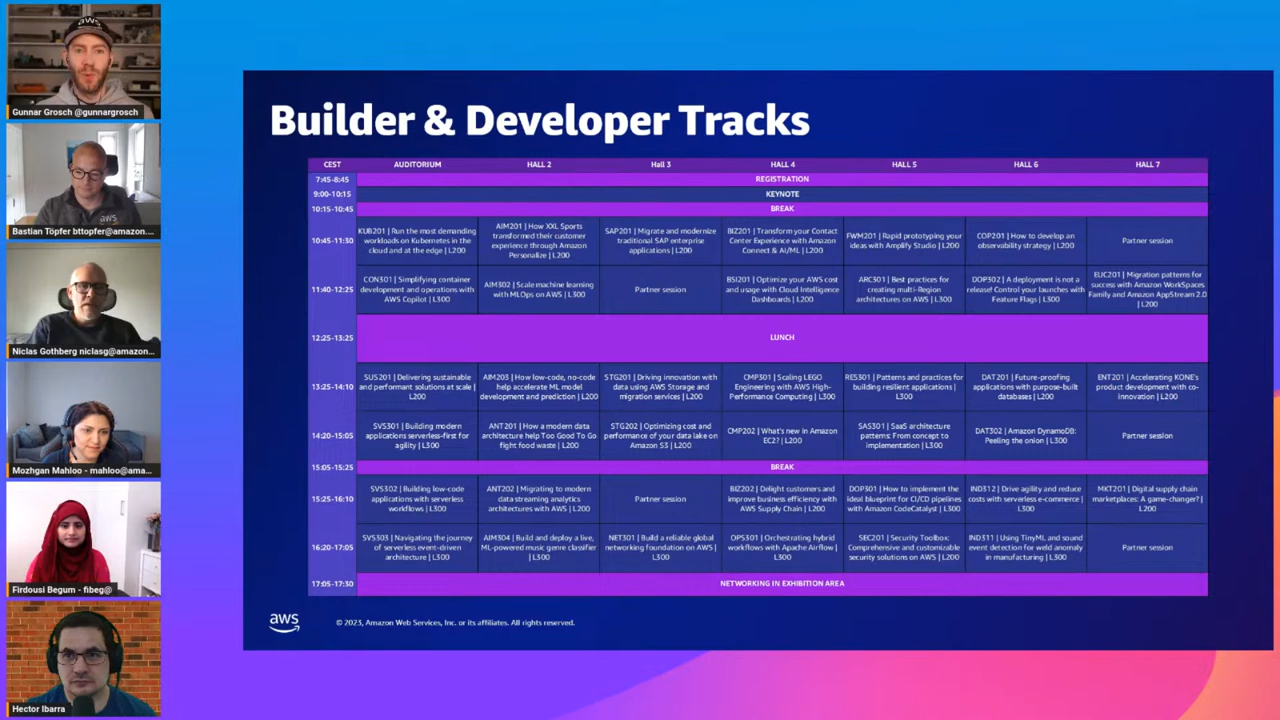 aws
Gunnar Grosch @gunnargrosch
aws
Bastian Töpfer bttopfer@amazon....
Niclas Gothberg niclasg@amazon...
Mozhgan Mahloo - mahloo@ama...
Firdousi Begum - fibeg@
Hector Ibarra
Builder & Developer Tracks
CEST AUDITORIUM HALL 2 Hall 3 HALL 4 HALL 5 HALL 6 HALL 7
7:45-8:45 REGISTRATION
9:00-10:15 KEYNOTE
10:15-10:45 BREAK
10:45-11:30
KUB201 | Run the most demanding
workloads on Kubernetes in the
cloud and at the edge | L200
AIM201 | How XXL Sports
transformed their customer
experience through Amazon
Personalize | L200
SAP201 | Migrate and modernize
traditional SAP enterprise
applications | L200
BIZ201 | Transform your Contact
Center Experience with Amazon
Connect & AI/ML | L200
FWM201 | Rapid prototyping your
ideas with Amplify Studio | L200
COP201 | How to develop an
observability strategy | L200
Partner session
11:40-12:25
CON301 | Simplifying container
development and operations with
AWS Copilot | L300
AIM302 | Scale machine learning
with MLOps on AWS | L300
Partner session
BSI201 | Optimize your AWS cost
and usage with Cloud Intelligence
Dashboards | L200
ARC301 | Best practices for
creating multi-Region
architectures on AWS | L300
DOP302 | A deployment is not a
release! Control your launches with
Feature Flags | L300
EUC201 | Migration patterns for
success with Amazon WorkSpaces
Family and Amazon AppStream 2.0
| L200
12:25-13:25 LUNCH
13:25-14:10
SUS201 | Delivering sustainable
and performant solutions at scale |
L200
AIM203 | How low-code, no-code
help accelerate ML model
development and prediction | L200
STG201 | Driving innovation with
data using AWS Storage and
migration services | L200
CMP301 | Scaling LEGO
Engineering with AWS High-
Performance Computing | L300
RES301 | Patterns and practices for
building resilient applications |
L300
DAT201 | Future-proofing
applications with purpose-built
databases | L200
ENT201 | Accelerating KONE's
product development with co-
innovation | L200
14:20-15:05
SVS301 | Building modern
applications serverless-first for
agility | L300
ANT201 | How a modern data
architecture help Too Good To Go
fight food waste | L200
STG202 | Optimizing cost and
performance of your data lake on
Amazon S3 | L200
CMP202 | What's new in Amazon
EC2? | L200
SAS301 | SaaS architecture
patterns: From concept to
implementation | L300
DAT302 | Amazon DynamoDB:
Peeling the onion | L300
Partner session
15:05-15:25 BREAK
15:25-16:10
SVS302 | Building low-code
applications with serverless
workflows | L300
ANT202 | Migrating to modern
data streaming analytics
architectures with AWS | L200
Partner session
BIZ202 | Delight customers and
improve business efficiency with
AWS Supply Chain | L200
DOP301 | How to implement the
ideal blueprint for CI/CD pipelines
with Amazon CodeCatalyst | L300
IND312 | Drive agility and reduce
costs with serverless e-commerce |
L300
MKT201 | Digital supply chain
marketplaces: A game-changer? |
L200
16:20-17:05
SVS303 | Navigating the journey
of serverless event-driven
architecture | L300
AIM304 | Build and deploy a live,
ML-powered music genre classifier
| L300
NET301 | Build a reliable global
networking foundation on AWS |
L300
OPS301 | Orchestrating hybrid
workflows with Apache Airflow |
L300
SEC201 | Security Toolbox:
Comprehensive and customizable
security solutions on AWS | L200
IND311 | Using TinyML and sound
event detection for weld anomaly
in manufacturing | L300
Partner session
17:05-17:30 NETWORKING IN EXHIBITION AREA
aws
© 2023, Amazon Web Services, Inc. or its affiliates. All rights reserved.